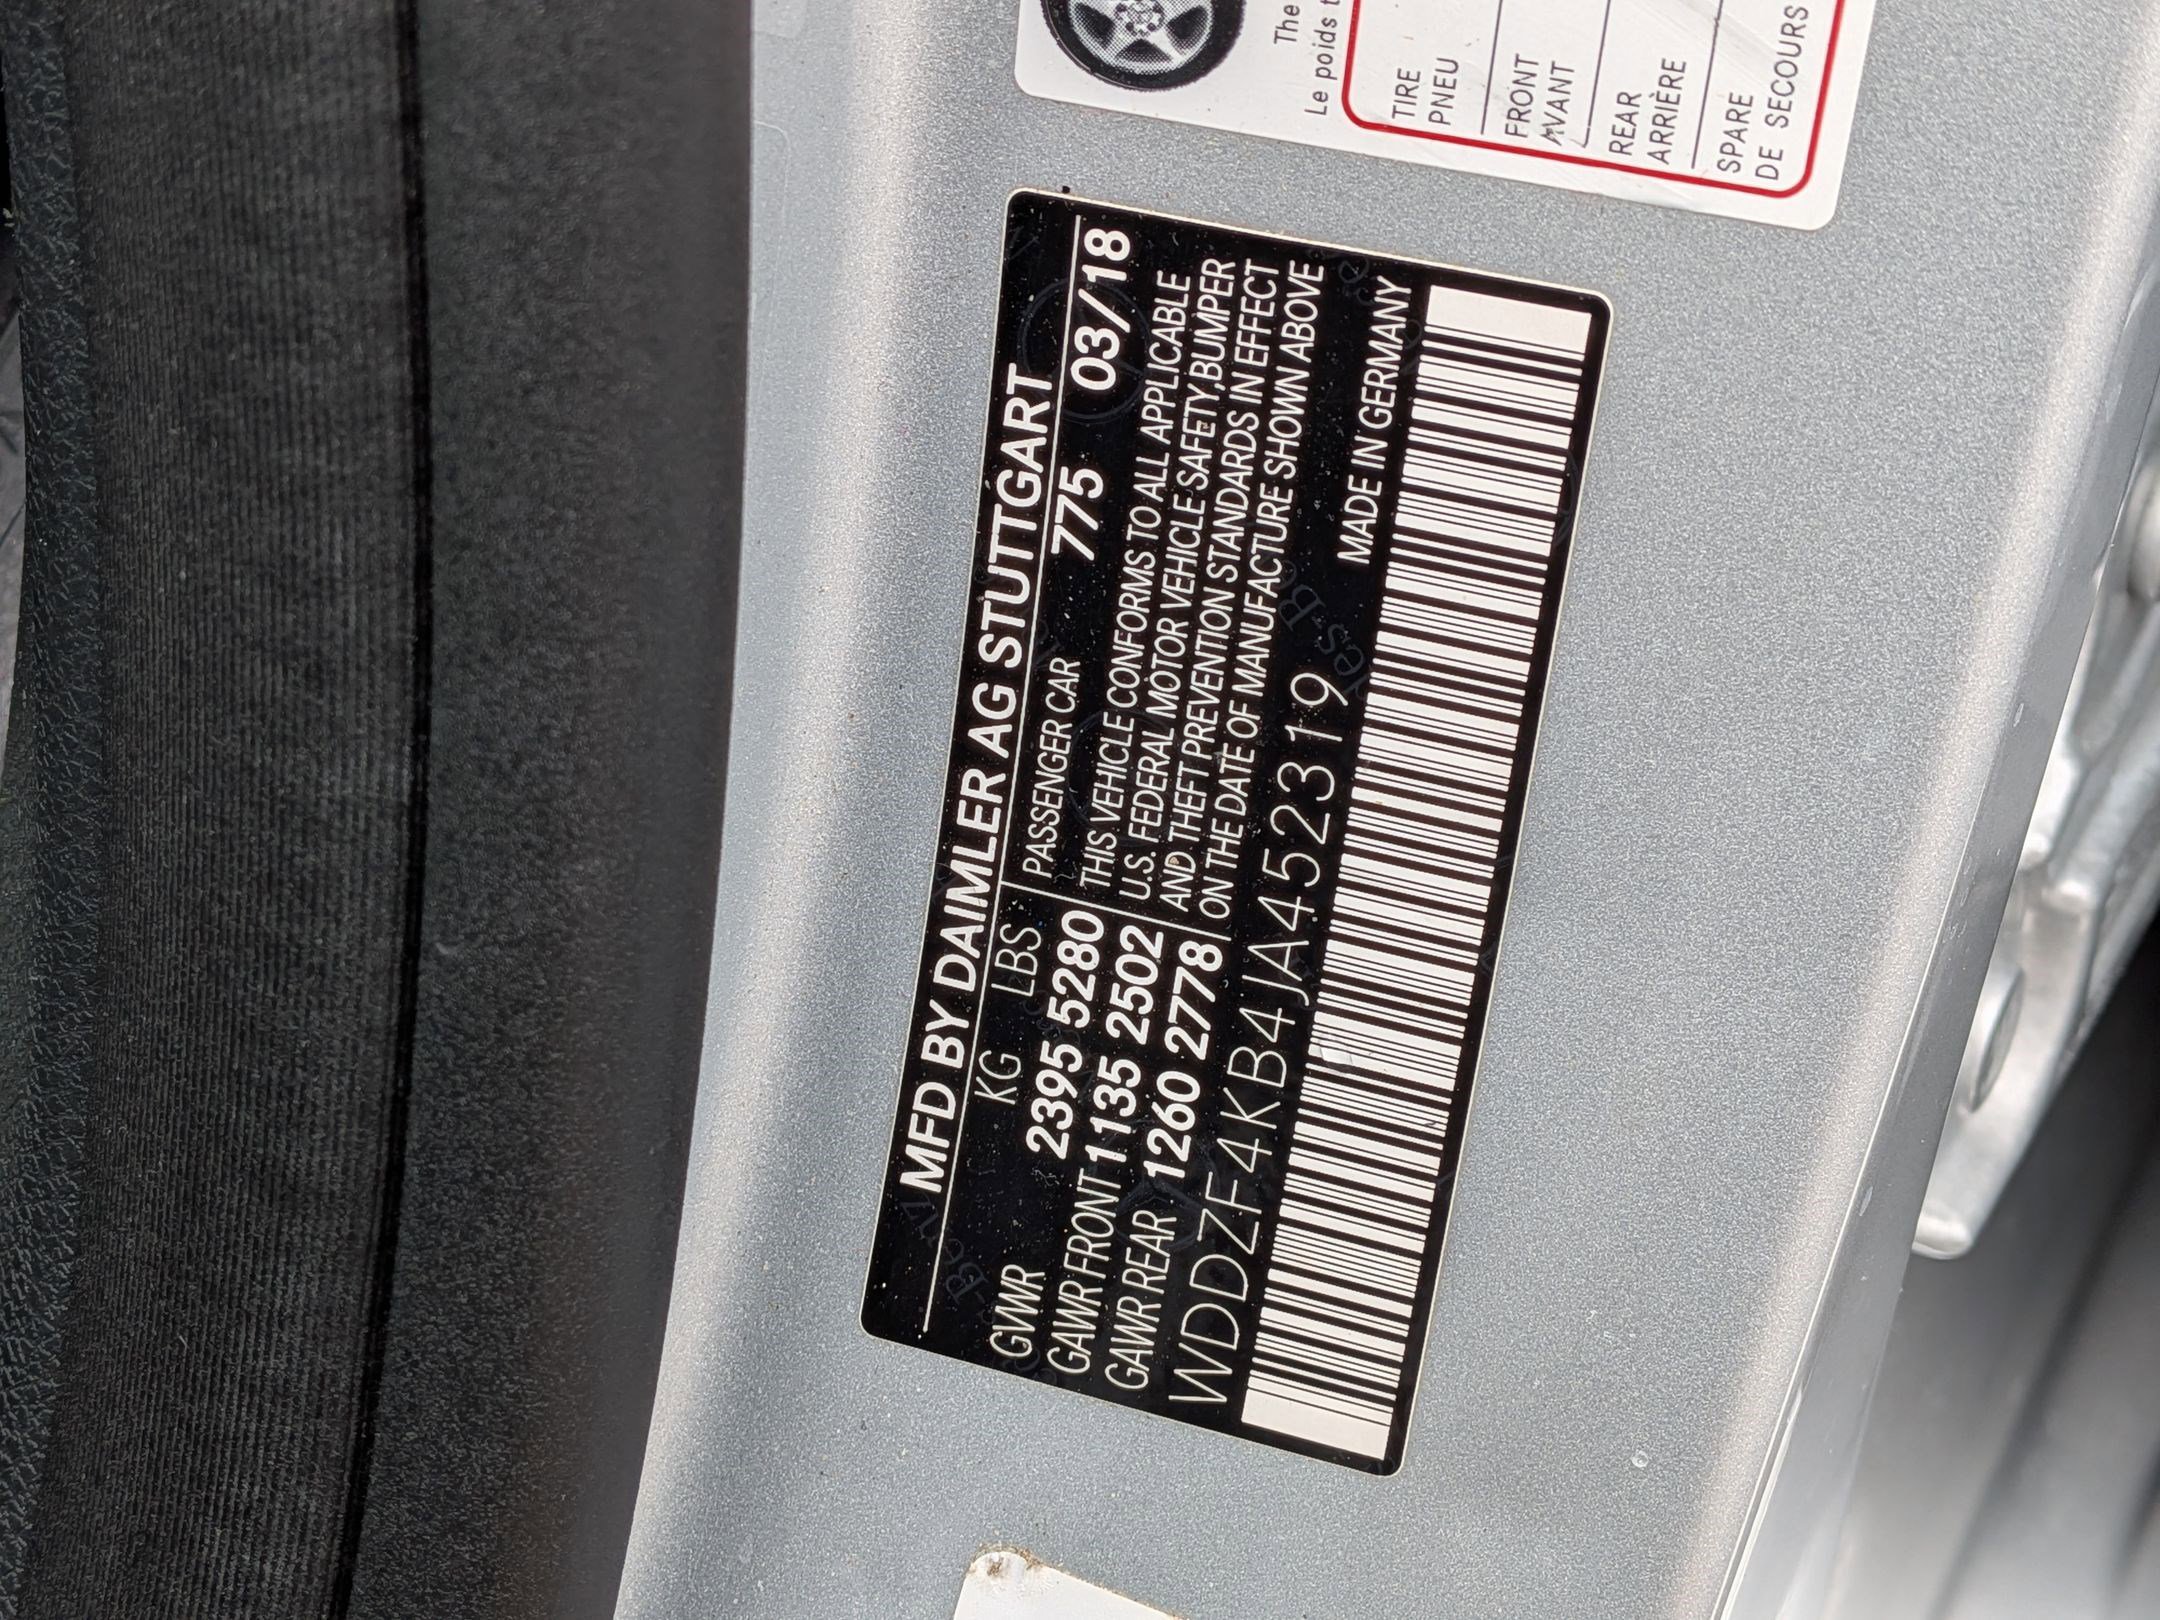 The
Le poids t
TIRE
PNEU
FRONT
AVANT
REAR
ARRIÈRE
SPARE
DE SECOURS
MFD BY DAIMLER AG STUTTGART
KG LBS PASSENGER CAR 775 03/18
GVWR 2395 5280
GAWR FRONT 1135 2502
GAWR REAR 1260 2778
THIS VEHICLE CONFORMS TO ALL APPLICABLE
U.S. FEDERAL MOTOR VEHICLE SAFETY,BUMPER
AND THEFT PREVENTION STANDARDS IN EFFECT
ON THE DATE OF MANUFACTURE SHOWN ABOVE
WDDZF4KB4JA452319
MADE IN GERMANY